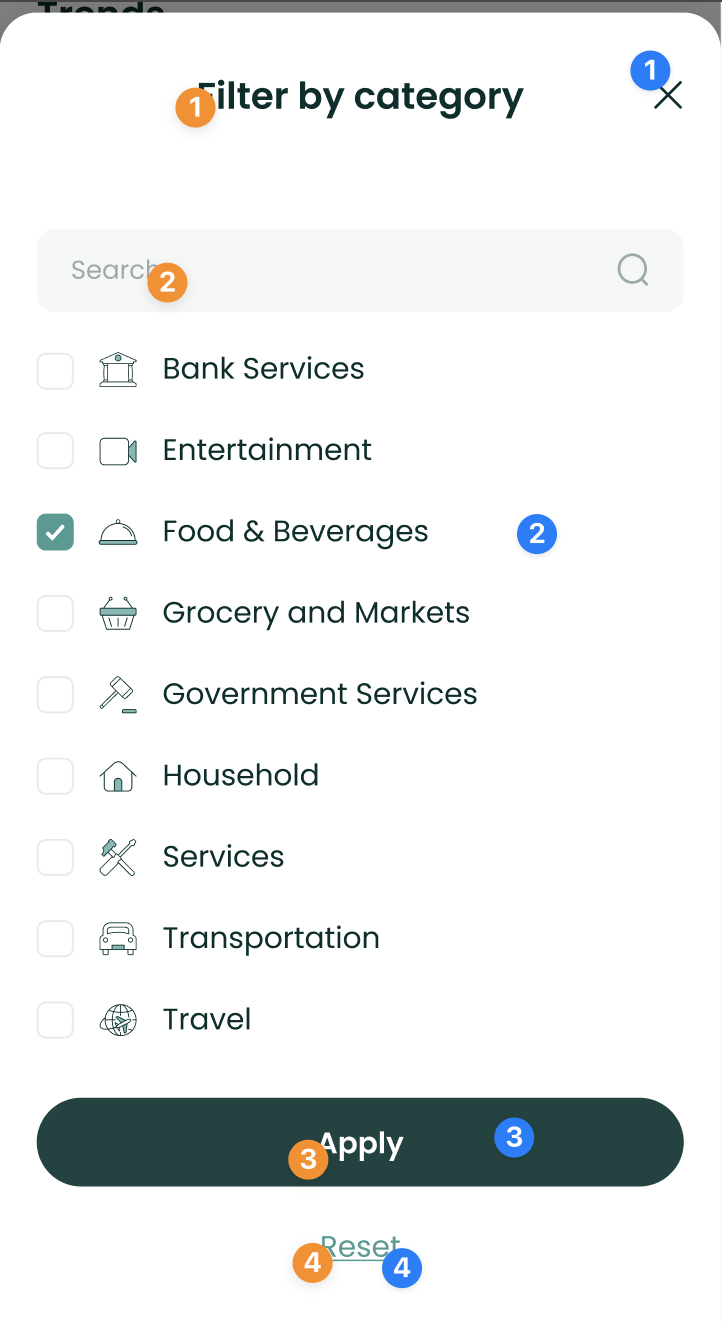 Trends
1
Filter by category
1
Search
2
Bank Services
Entertainment
Food & Beverages
2
Grocery and Markets
Government Services
Household
Services
Transportation
Travel
Apply
3
3
Reset
4
4